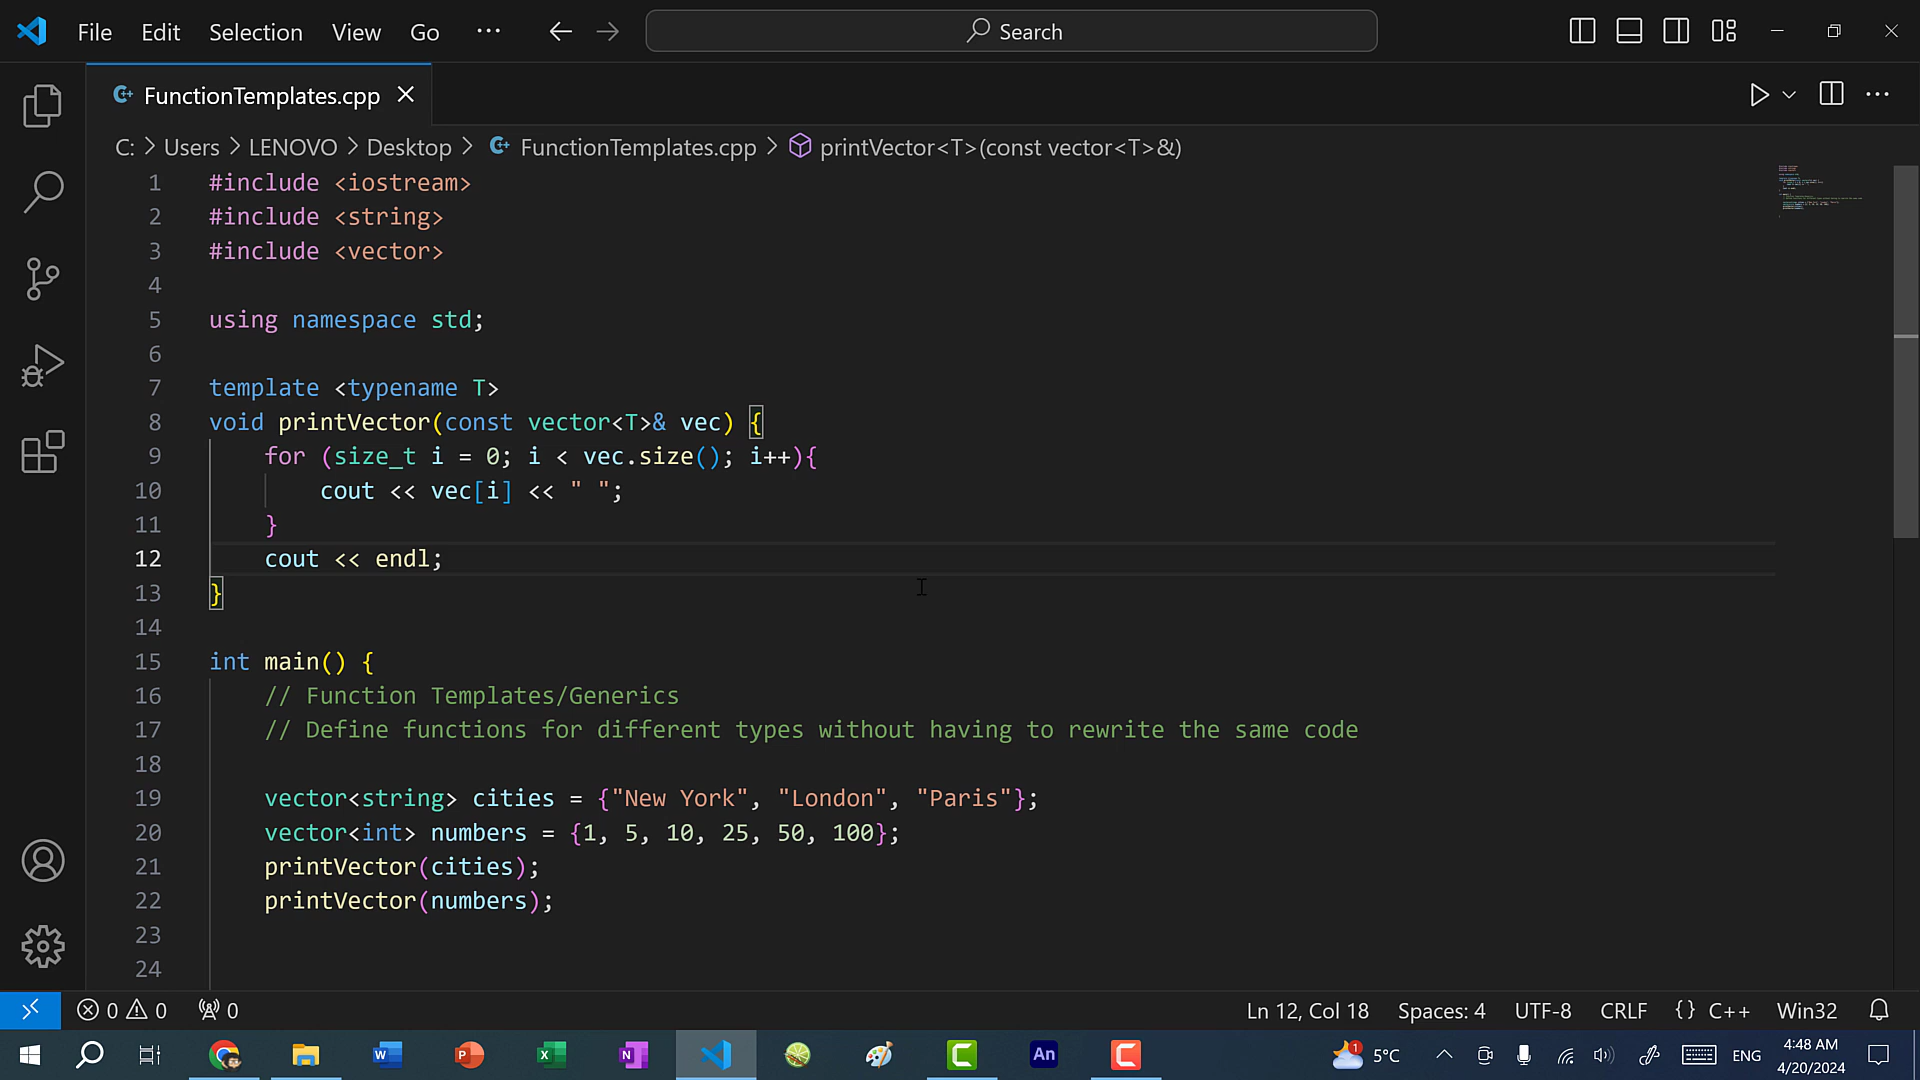 File Edit Selection View Go ··· Search
FunctionTemplates.cpp
C: > Users > LENOVO > Desktop > FunctionTemplates.cpp > printVector<T>(const vector<T>&)
1 #include <iostream>
2 #include <string>
3 #include <vector>
4
5 using namespace std;
6
7 template <typename T>
8 void printVector(const vector<T>& vec) {
9     for (size_t i = 0; i < vec.size(); i++){
10         cout << vec[i] << " ";
11     }
12     cout << endl;
13 }
14
15 int main() {
16     // Function Templates/Generics
17     // Define functions for different types without having to rewrite the same code
18
19     vector<string> cities = {"New York", "London", "Paris"};
20     vector<int> numbers = {1, 5, 10, 25, 50, 100};
21     printVector(cities);
22     printVector(numbers);
23
24
0 0 0 Ln 12, Col 18 Spaces: 4 UTF-8 CRLF {} C++ Win32
W P X N An C 1 5°C ENG 4:48 AM
4/20/2024